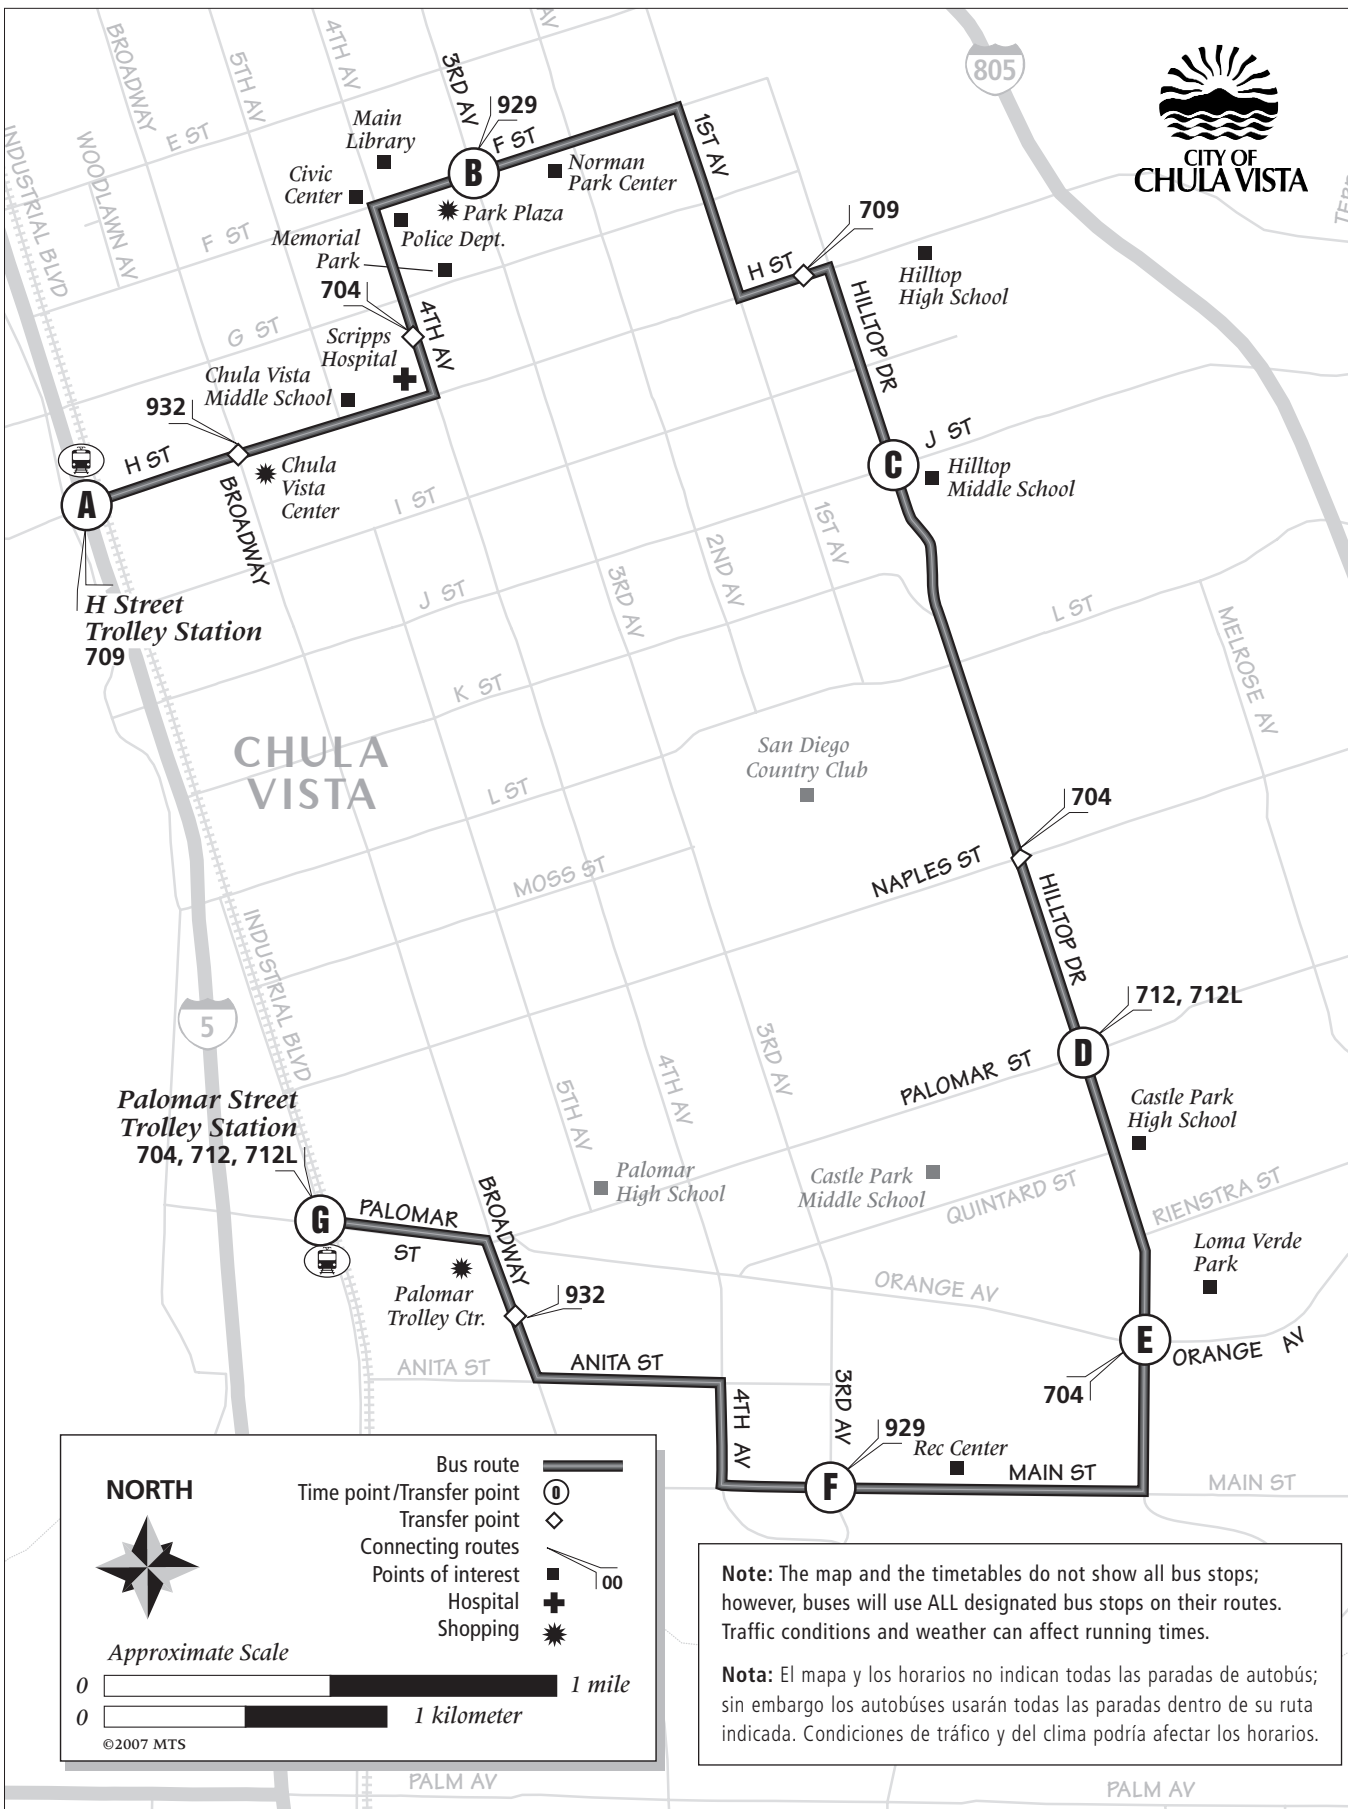 BROADWAY
5TH AV
4TH AV
3RD AV
AV
929
805
CITY OF
CHULA VISTA
INDUSTRIAL BLVD
WOODLAWN AV
E ST
Main
Library
B
F ST
1ST AV
Civic
Center
Norman
Park Center
Park Plaza
F ST
Memorial
Park
Police Dept.
709
H ST
Hilltop
High School
704
G ST
4TH AV
Scripps
Hospital
HILLTOP DR
Chula Vista
Middle School
932
H ST
Chula
Vista
Center
C
J ST
Hilltop
Middle School
A
BROADWAY
I ST
1ST AV
2ND AV
3RD AV
J ST
H Street
Trolley Station
709
L ST
MELROSE AV
K ST
CHULA
VISTA
San Diego
Country Club
L ST
704
MOSS ST
NAPLES ST
HILLTOP DR
INDUSTRIAL BLVD
712, 712L
5
D
3RD AV
4TH AV
5TH AV
PALOMAR ST
Palomar Street
Trolley Station
704, 712, 712L
Castle Park
High School
Palomar
High School
Castle Park
Middle School
QUINTARD ST
RIENSTRA ST
G
PALOMAR
ST
BROADWAY
Loma Verde
Park
Palomar
Trolley Ctr.
932
ORANGE AV
E
ORANGE AV
ANITA ST
ANITA ST
4TH AV
3RD AV
704
929
Rec Center
F
MAIN ST
MAIN ST
NORTH
Bus route
Time point/Transfer point
0
Transfer point
Connecting routes
00
Points of interest
Hospital
Shopping
Approximate Scale
0
1 mile
0
1 kilometer
©2007 MTS
Note: The map and the timetables do not show all bus stops;
however, buses will use ALL designated bus stops on their routes.
Traffic conditions and weather can affect running times.
Nota: El mapa y los horarios no indican todas las paradas de autobús;
sin embargo los autobúses usarán todas las paradas dentro de su ruta
indicada. Condiciones de tráfico y del clima podría afectar los horarios.
PALM AV
PALM AV